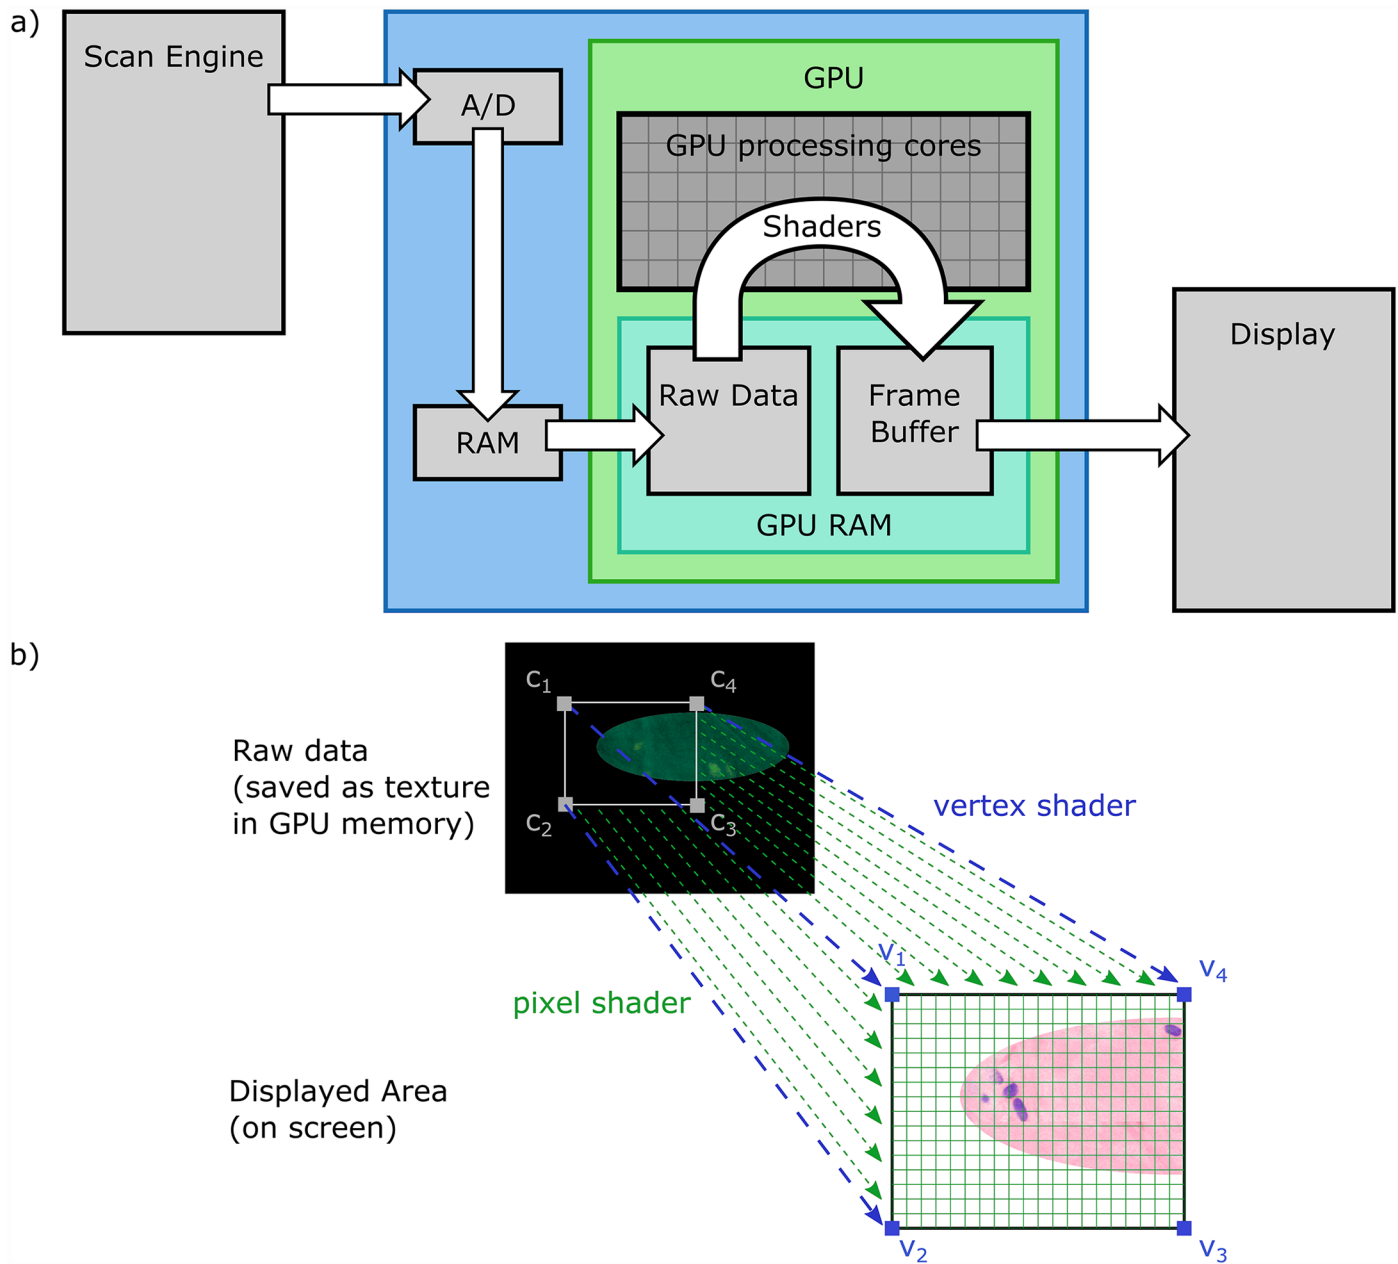 a)
Scan Engine
A/D
GPU
GPU processing cores
Shaders
Raw Data
Frame
Buffer
RAM
GPU RAM
Display
b)
c1
c4
Raw data
(saved as texture
in GPU memory)
c2
c3
vertex shader
v1
v4
pixel shader
Displayed Area
(on screen)
v2
v3